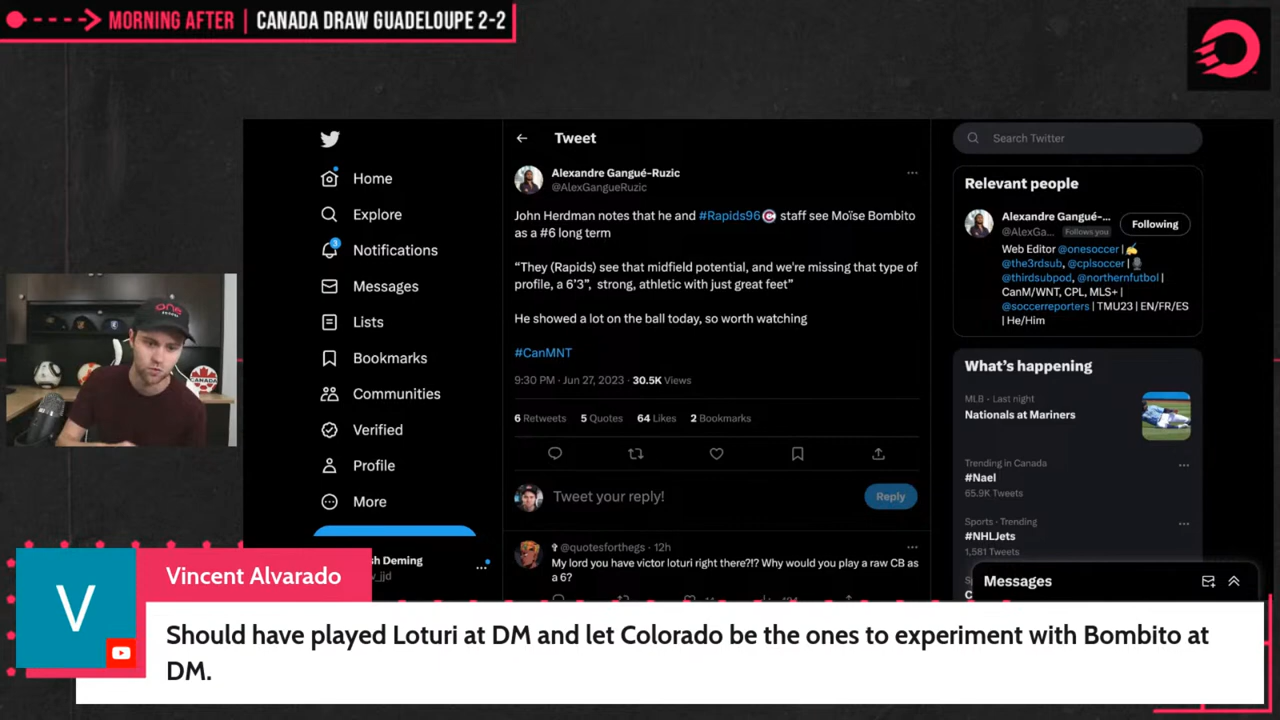 MORNING AFTER | CANADA DRAW GUADELOUPE 2-2
Home
Explore
Notifications
3
Messages
Lists
Bookmarks
Communities
Verified
Profile
More
sh Deming
_jjd
Tweet
Alexandre Gangué-Ruzic
@AlexGangueRuzic
John Herdman notes that he and #Rapids96 staff see Moïse Bombito
as a #6 long term
“They (Rapids) see that midfield potential, and we're missing that type of
profile, a 6'3”, strong, athletic with just great feet”
He showed a lot on the ball today, so worth watching
#CanMNT
9:30 PM · Jun 27, 2023 · 30.5K Views
6 Retweets 5 Quotes 64 Likes 2 Bookmarks
Tweet your reply!
Reply
@quotesforthegs · 12h
My lord you have victor loturi right there?!? Why would you play a raw CB as
a 6?
Search Twitter
Relevant people
Alexandre Gangué-...
@AlexGa... Follows you
Following
Web Editor @onesoccer |
@the3rdsub, @cplsoccer |
@thirdsubpod, @northernfutbol |
CanM/WNT, CPL, MLS+ |
@soccerreporters | TMU23 | EN/FR/ES
| He/Him
What's happening
MLB · Last night
Nationals at Mariners
Trending in Canada
#Nael
65.9K Tweets
Sports · Trending
#NHLJets
1,581 Tweets
Messages
one
CANADA
V
Vincent Alvarado
Should have played Loturi at DM and let Colorado be the ones to experiment with Bombito at
DM.